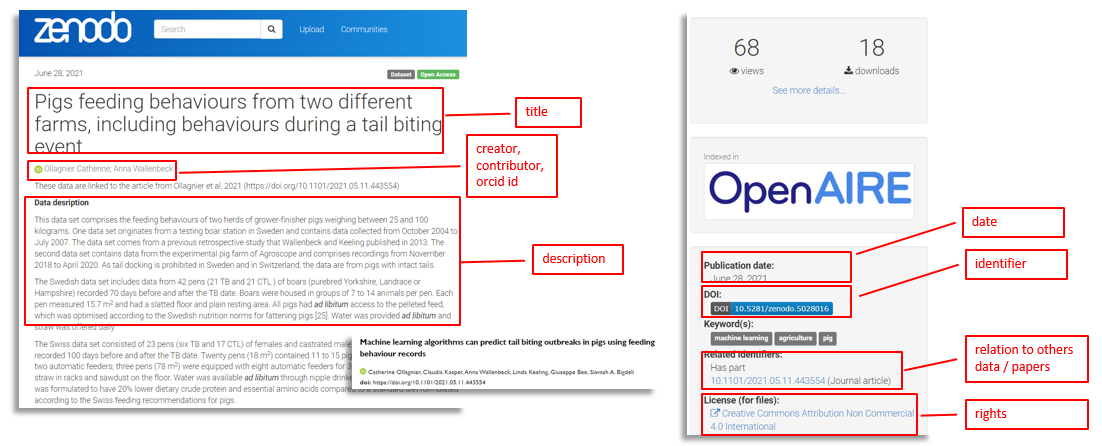 zenodo
Search
Upload
Communities
June 28, 2021
Dataset
Open Access
Pigs feeding behaviours from two different
farms, including behaviours during a tail biting
event
title
Ollagnier Catherine; Anna Wallenbeck
creator,
contributor,
orcid id
These data are linked to the article from Ollagnier et al, 2021 (https://doi.org/10.1101/2021.05.11.443554)
Data desription
This data set comprises the feeding behaviours of two herds of grower-finisher pigs weighing between 25 and 100
kilograms. One data set originates from a testing boar station in Sweden and contains data collected from October 2004 to
July 2007. The data set comes from a previous retrospective study that Wallenbeck and Keeling published in 2013. The
second data set contains data from the experimental pig farm of Agroscope and comprises recordings from November
2018 to April 2020. As tail docking is prohibited in Sweden and in Switzerland, the data are from pigs with intact tails.
description
The Swedish data set includes data from 42 pens (21 TB and 21 CTL ) of boars (purebred Yorkshire, Landrace or
Hampshire) recorded 70 days before and after the TB date. Boars were housed in groups of 7 to 14 animals per pen. Each
pen measured 15.7 m2 and had a slatted floor and plain resting area. All pigs had ad libitum access to the pelleted feed,
which was optimised according to the Swedish nutrition norms for fattening pigs [25]. Water was provided ad libitum and
straw was offered daily.
The Swiss data set consisted of 23 pens (six TB and 17 CTL) of females and castrated male
recorded 100 days before and after the TB date. Twenty pens (18 m2) contained 11 to 15 pig
two automatic feeders; three pens (78 m2) were equipped with eight automatic feeders for 3
straw in racks and sawdust on the floor. Water was available ad libitum through nipple drink
was formulated to have 20% lower dietary crude protein and essential amino acids compared to a standard diet formulated
according to the Swiss feeding recommendations for pigs.
Machine learning algorithms can predict tail biting outbreaks in pigs using feeding
behaviour records
Catherine Ollagnier, Claudia Kasper, Anna Wallenbeck, Linda Keeling, Giuseppe Bee, Siavash A. Bigdeli
doi: https://doi.org/10.1101/2021.05.11.443554
68
18
views
downloads
See more details...
Indexed in
OpenAIRE
date
Publication date:
June 28, 2021
identifier
DOI:
DOI 10.5281/zenodo.5028016
Keyword(s):
machine learning
agriculture
pig
Related identifiers:
Has part
10.1101/2021.05.11.443554 (Journal article)
relation to others
data / papers
License (for files):
Creative Commons Attribution Non Commercial
4.0 International
rights